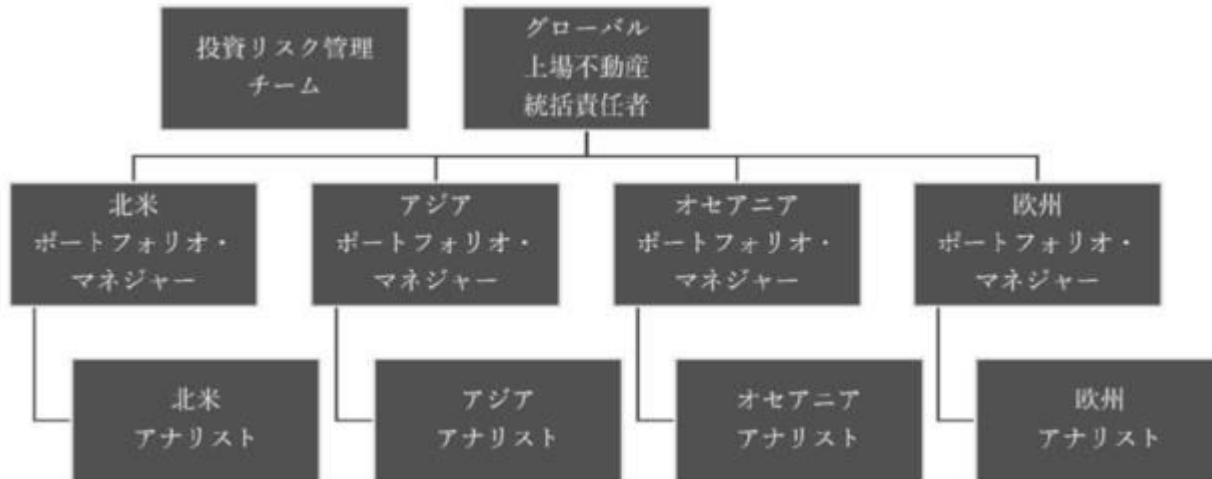 投資リスク管理
チーム
グローバル
上場不動産
統括責任者
北米
ポートフォリオ・
マネジャー
アジア
ポートフォリオ・
マネジャー
オセアニア
ポートフォリオ・
マネジャー
欧州
ポートフォリオ・
マネジャー
北米
アナリスト
アジア
アナリスト
オセアニア
アナリスト
欧州
アナリスト